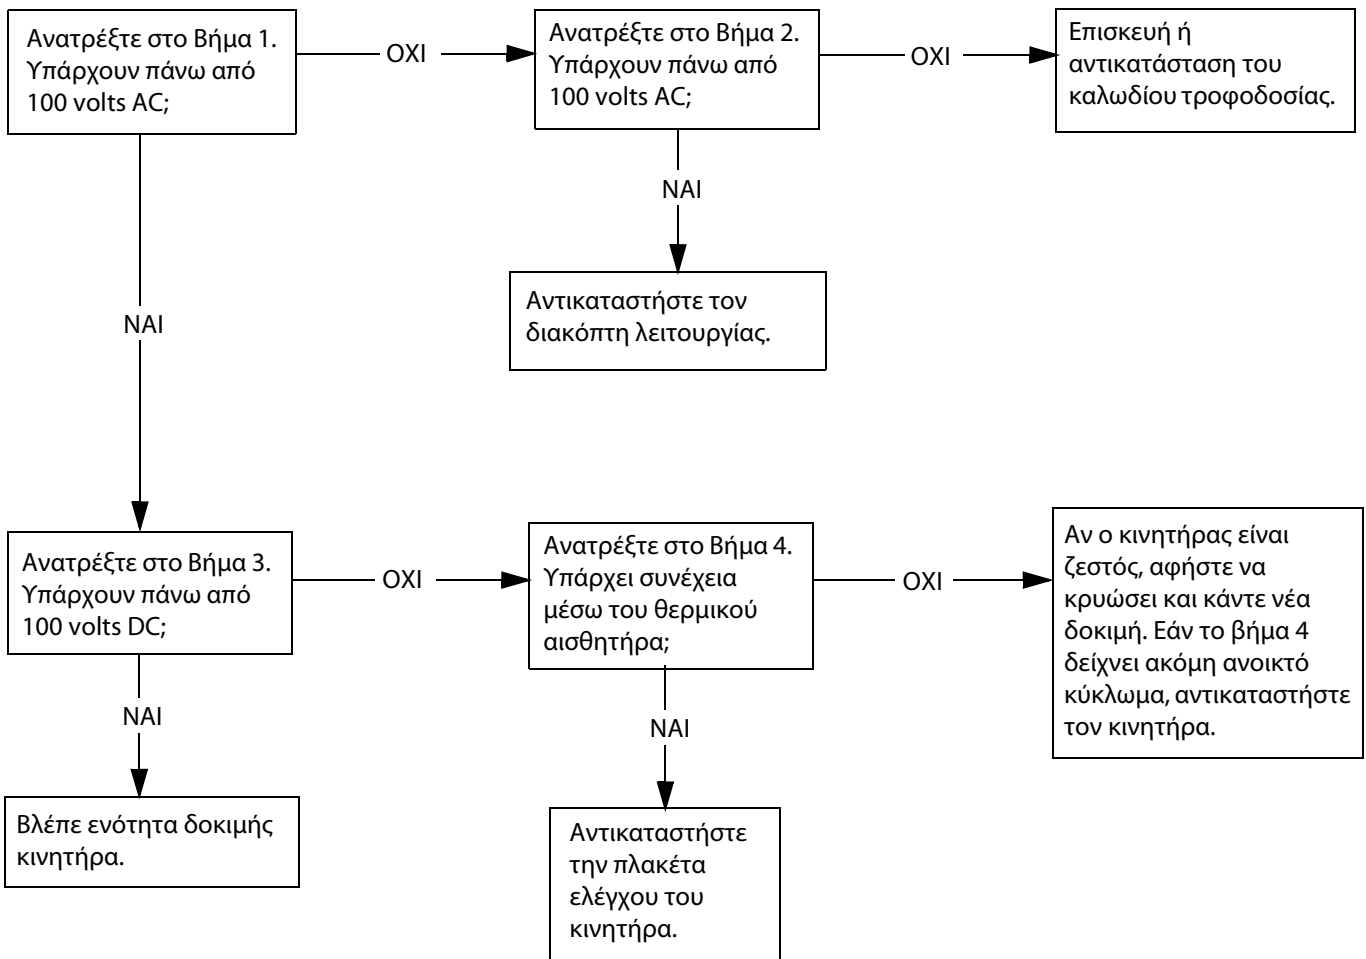 Ανατρέξτε στο Βήμα 1.
Υπάρχουν πάνω από
100 volts AC;
ΟΧΙ
Ανατρέξτε στο Βήμα 2.
Υπάρχουν πάνω από
100 volts AC;
ΟΧΙ
Επισκευή ή
αντικατάσταση του
καλωδίου τροφοδοσίας.
ΝΑΙ
Αντικαταστήστε τον
διακόπτη λειτουργίας.
ΝΑΙ
Ανατρέξτε στο Βήμα 3.
Υπάρχουν πάνω από
100 volts DC;
ΟΧΙ
Ανατρέξτε στο Βήμα 4.
Υπάρχει συνέχεια
μέσω του θερμικού
αισθητήρα;
ΟΧΙ
Αν ο κινητήρας είναι
ζεστός, αφήστε να
κρυώσει και κάντε νέα
δοκιμή. Εάν το βήμα 4
δείχνει ακόμη ανοικτό
κύκλωμα, αντικαταστήστε
τον κινητήρα.
ΝΑΙ
ΝΑΙ
Βλέπε ενότητα δοκιμής
κινητήρα.
Αντικαταστήστε
την πλακέτα
ελέγχου του
κινητήρα.